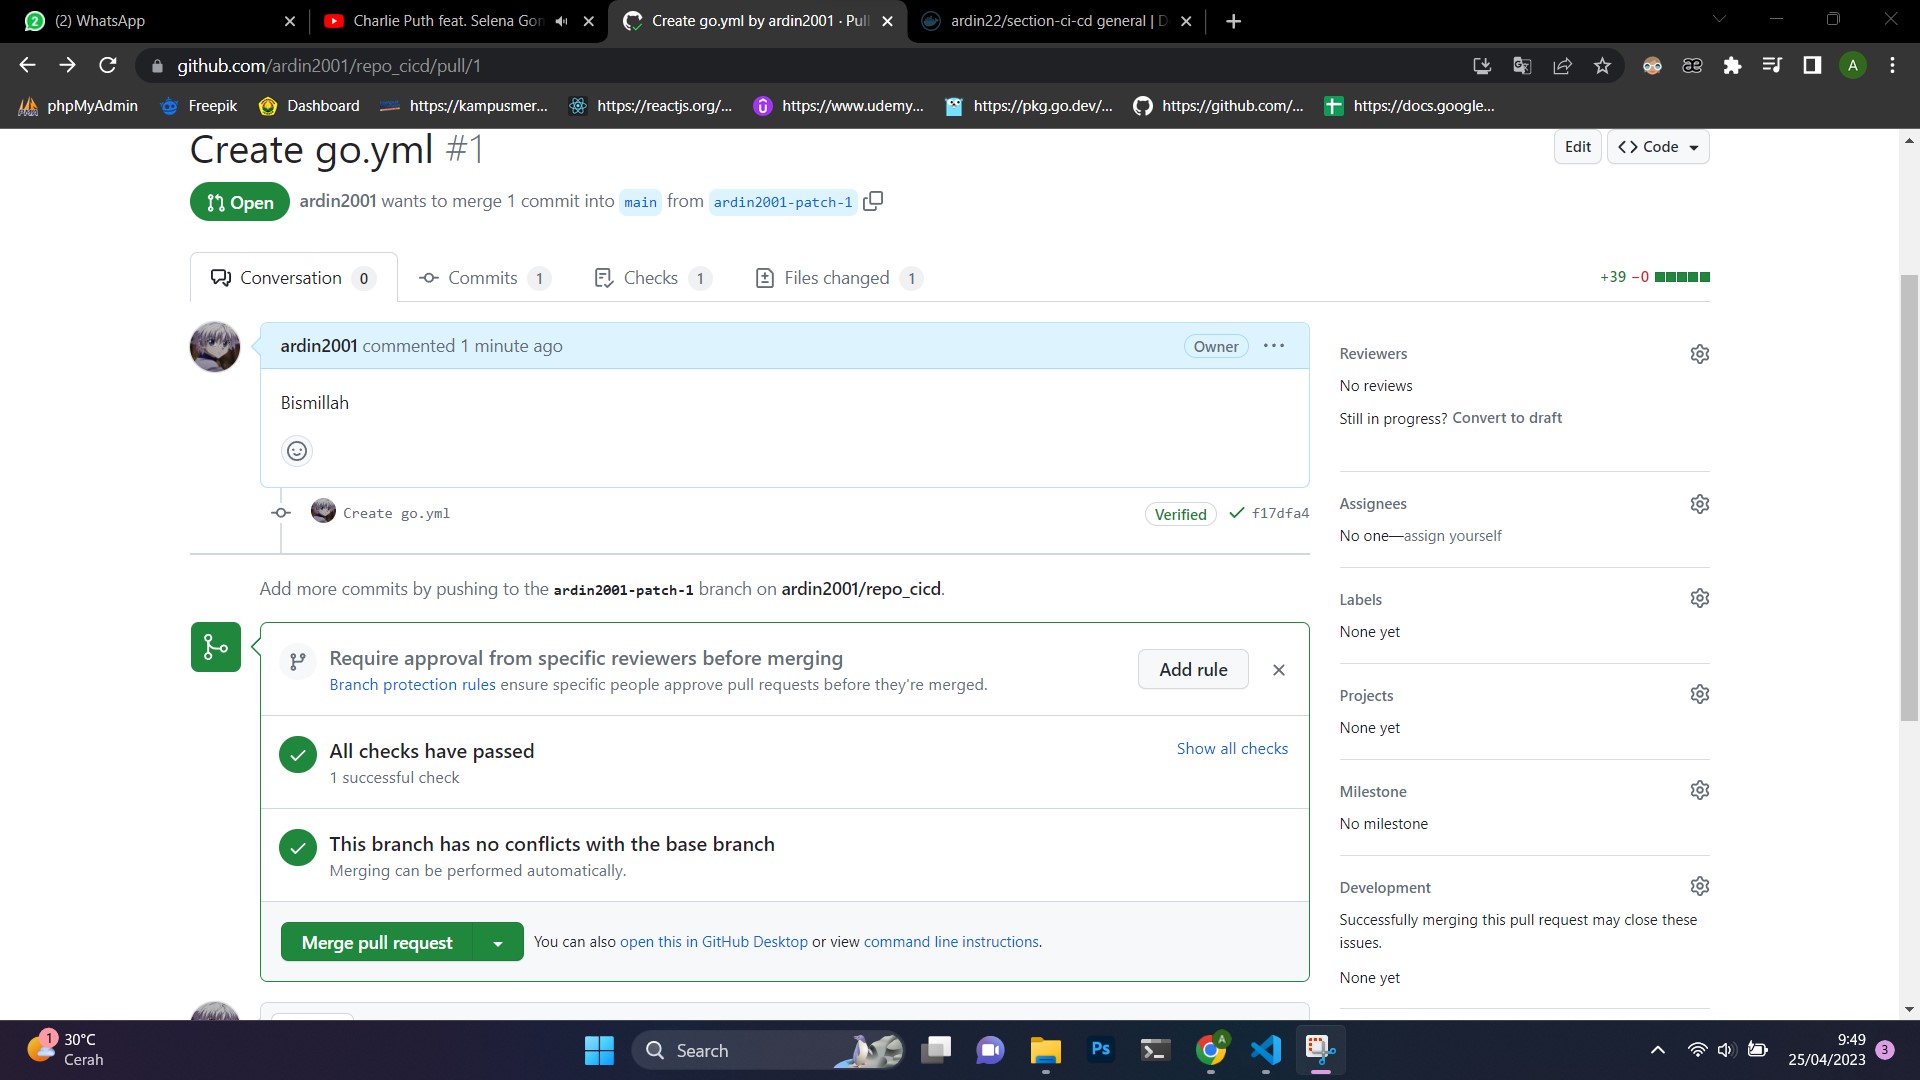 (2) WhatsApp
Charlie Puth feat. Selena Gon
Create go.yml by ardin2001 · Pull
ardin22/section-ci-cd general | D
github.com/ardin2001/repo_cicd/pull/1
A
phpMyAdmin
Freepik
Dashboard
https://kampusmer...
https://reactjs.org/...
https://www.udemy...
https://pkg.go.dev/...
https://github.com/...
https://docs.google...
Create go.yml #1
Edit
Code
Open
ardin2001 wants to merge 1 commit into main from ardin2001-patch-1
Conversation 0
Commits 1
Checks 1
Files changed 1
+39 −0
ardin2001 commented 1 minute ago
Owner
Bismillah
Create go.yml
Verified
f17dfa4
Add more commits by pushing to the ardin2001-patch-1 branch on ardin2001/repo_cicd.
Require approval from specific reviewers before merging
Branch protection rules ensure specific people approve pull requests before they're merged.
Add rule
All checks have passed
1 successful check
Show all checks
This branch has no conflicts with the base branch
Merging can be performed automatically.
Merge pull request
You can also open this in GitHub Desktop or view command line instructions.
Reviewers
No reviews
Still in progress? Convert to draft
Assignees
No one—assign yourself
Labels
None yet
Projects
None yet
Milestone
No milestone
Development
Successfully merging this pull request may close these
issues.
None yet
1
30°C
Cerah
Search
Ps
A
9:49
25/04/2023
3